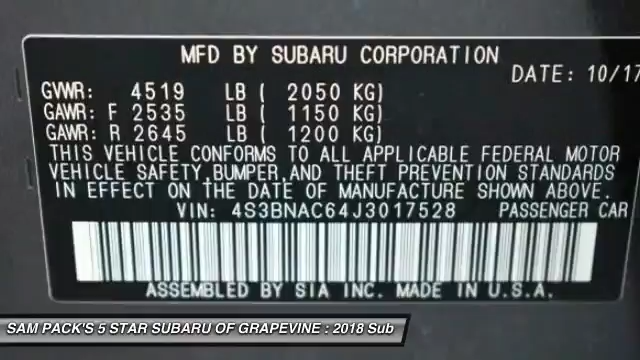 MFD BY SUBARU CORPORATION
DATE: 10/17
GVWR: 4519 LB ( 2050 KG)
GAWR: F 2535 LB ( 1150 KG)
GAWR: R 2645 LB ( 1200 KG)
THIS VEHICLE CONFORMS TO ALL APPLICABLE FEDERAL MOTOR
VEHICLE SAFETY,BUMPER,AND THEFT PREVENTION STANDARDS
IN EFFECT ON THE DATE OF MANUFACTURE SHOWN ABOVE.
VIN: 4S3BNAC64J3017528 PASSENGER CAR
ASSEMBLED BY SIA INC. MADE IN U.S.A.
SAM PACK'S 5 STAR SUBARU OF GRAPEVINE : 2018 Sub